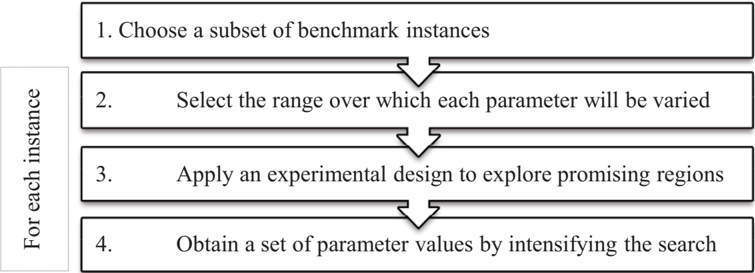 1. Choose a subset of benchmark instances
For each instance
2. Select the range over which each parameter will be varied
3. Apply an experimental design to explore promising regions
4. Obtain a set of parameter values by intensifying the search